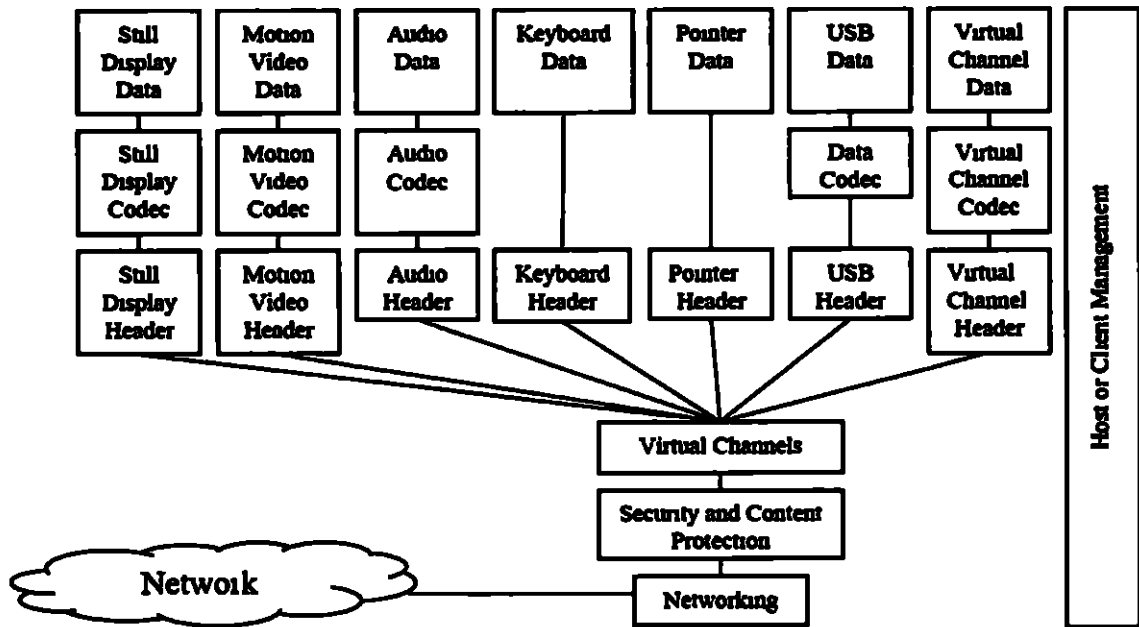 Still
Display
Data
Motion
Video
Data
Audio
Data
Keyboard
Data
Pointer
Data
USB
Data
Virtual
Channel
Data
Still
Display
Codec
Motion
Video
Codec
Audio
Codec
Data
Codec
Virtual
Channel
Codec
Still
Display
Header
Motion
Video
Header
Audio
Header
Keyboard
Header
Pointer
Header
USB
Header
Virtual
Channel
Header
Host or Client Management
Virtual Channels
Security and Content
Protection
Network
Networking